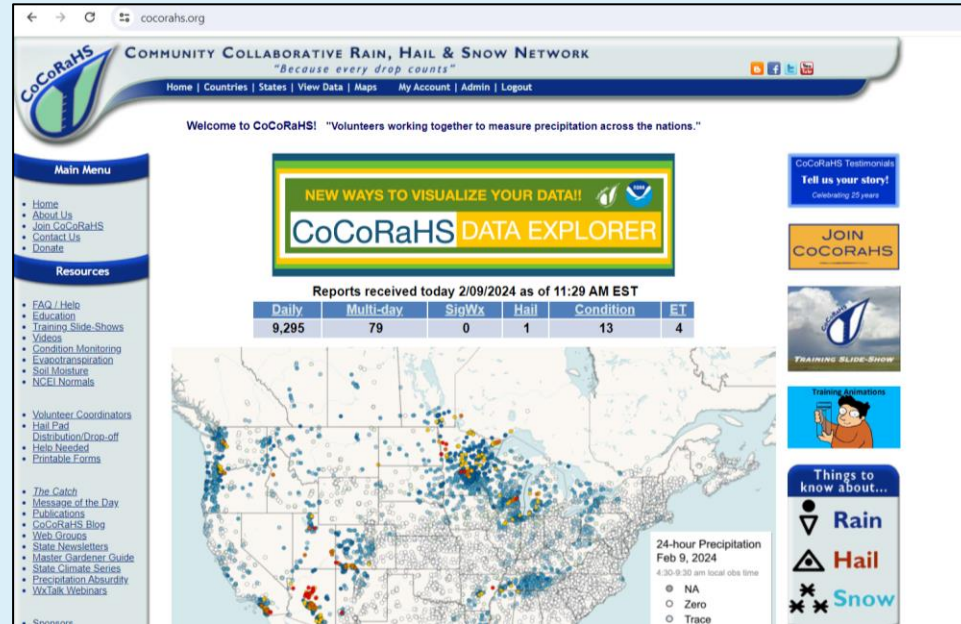 cocorahs.org
CoCoRaHS
COMMUNITY COLLABORATIVE RAIN, HAIL & SNOW NETWORK
"Because every drop counts"
Home | Countries | States | View Data | Maps My Account | Admin | Logout
Welcome to CoCoRaHS! "Volunteers working together to measure precipitation across the nations."
Main Menu
Home
About Us
Join CoCoRaHS
Contact Us
Donate
Resources
FAQ / Help
Education
Training Slide-Shows
Videos
Condition Monitoring
Evapotranspiration
Soil Moisture
NCEI Normals
Volunteer Coordinators
Hail Pad
Distribution/Drop-off
Help Needed
Printable Forms
The Catch
Message of the Day
Publications
CoCoRaHS Blog
Web Groups
State Newsletters
Master Gardener Guide
State Climate Series
Precipitation Absurdity
WxTalk Webinars
Sponsors
NEW WAYS TO VISUALIZE YOUR DATA!!
CoCoRaHS DATA EXPLORER
Reports received today 2/09/2024 as of 11:29 AM EST
Daily Multi-day SigWx Hail Condition ET
9,295 79 0 1 13 4
24-hour Precipitation
Feb 9, 2024
4:30-9:30 am local obs time
NA
Zero
Trace
CoCoRaHS Testimonials
Tell us your story!
Celebrating 25 years
JOIN
COCORAHS
CoCoRaHS
TRAINING SLIDE-SHOW
Training Animations
Things to
know about...
Rain
Hail
Snow